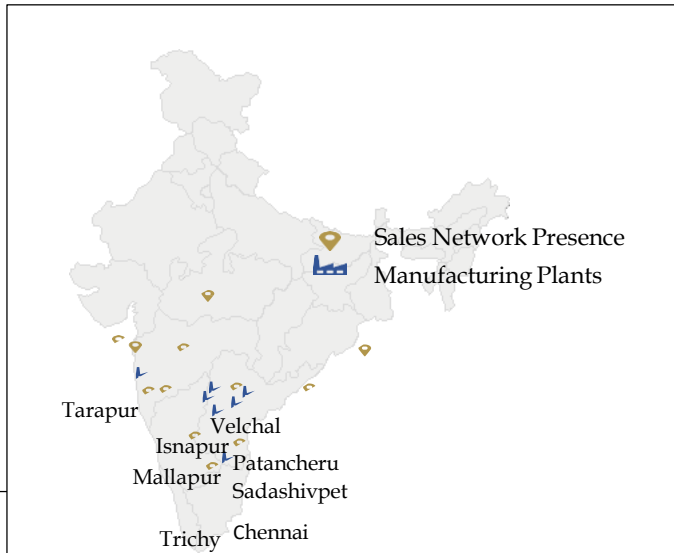 Sales Network Presence
Manufacturing Plants
Tarapur
Velchal
Isnapur
Patancheru
Mallapur
Sadashivpet
Trichy
Chennai